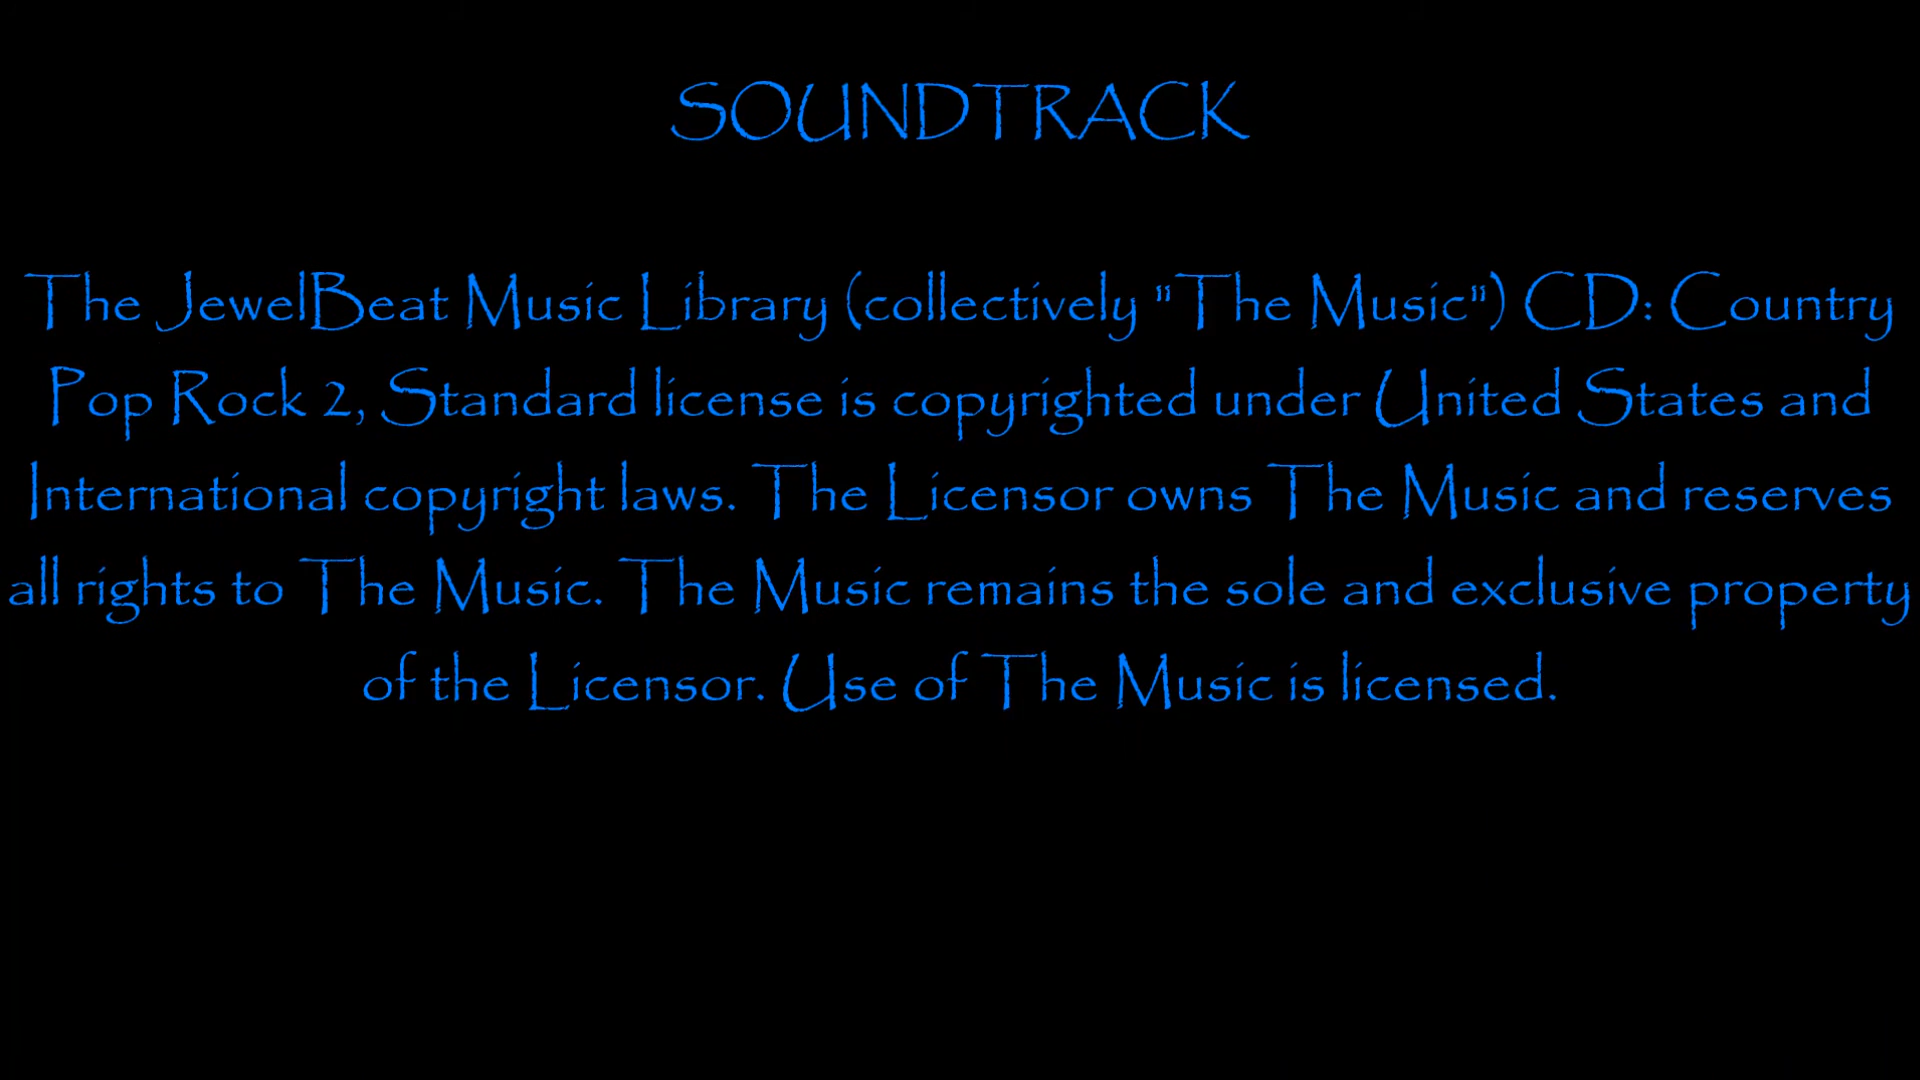 SOUNDTRACK
The JewelBeat Music Library (collectively "The Music") CD: Country
Pop Rock 2, Standard license is copyrighted under United States and
International copyright laws. The Licensor owns The Music and reserves
all rights to The Music. The Music remains the sole and exclusive property
of the Licensor. Use of The Music is licensed.